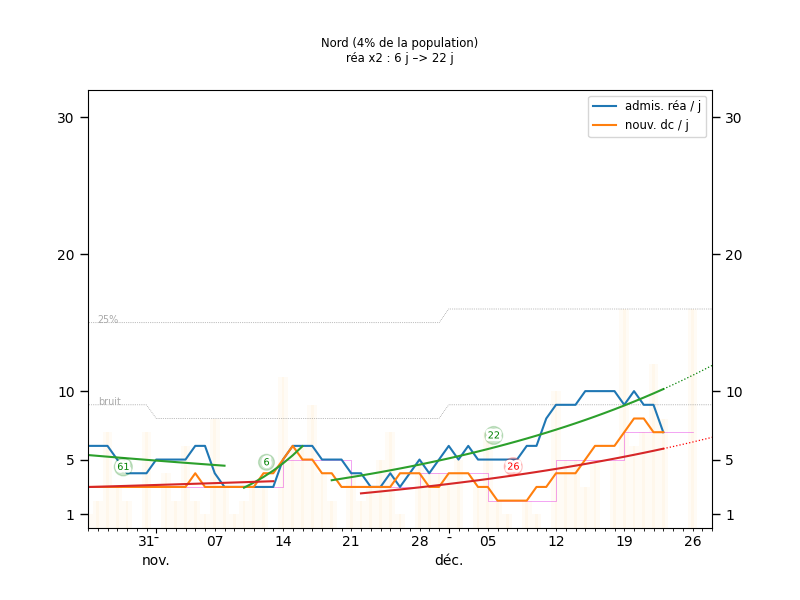 Nord (4% de la population)
réa x2 : 6 j –> 22 j
admis. réa / j
nouv. dc / j
30 30
20 20
25%
10 10
bruit
22
6
61
26
5 5
1 1
31 07 14 21 28 05 12 19 26
nov. déc.